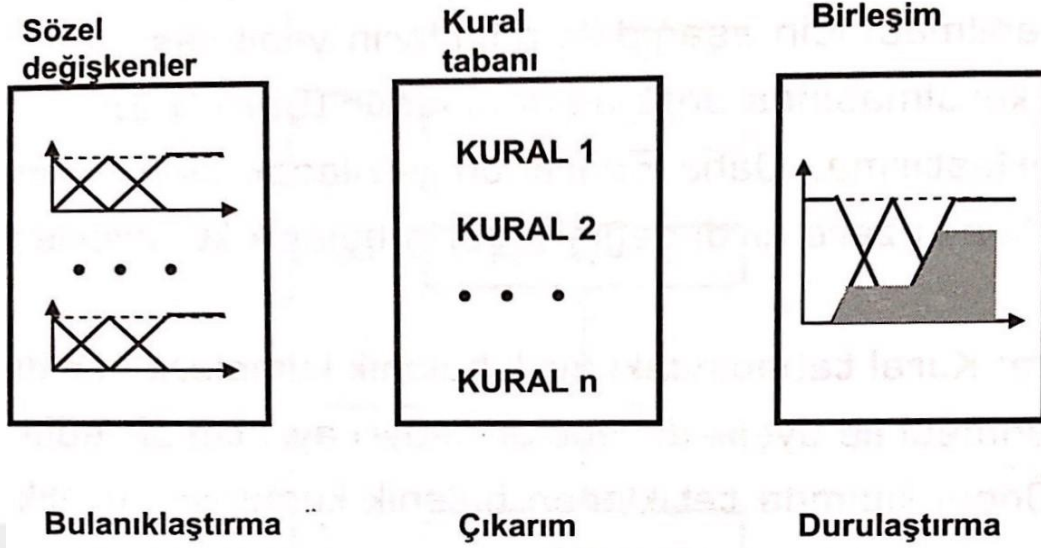 Sözel
değişkenler
Kural
tabanı
Birleşim
KURAL 1
KURAL 2
• • •
KURAL n
Bulanıklaştırma
Çıkarım
Durulaştırma